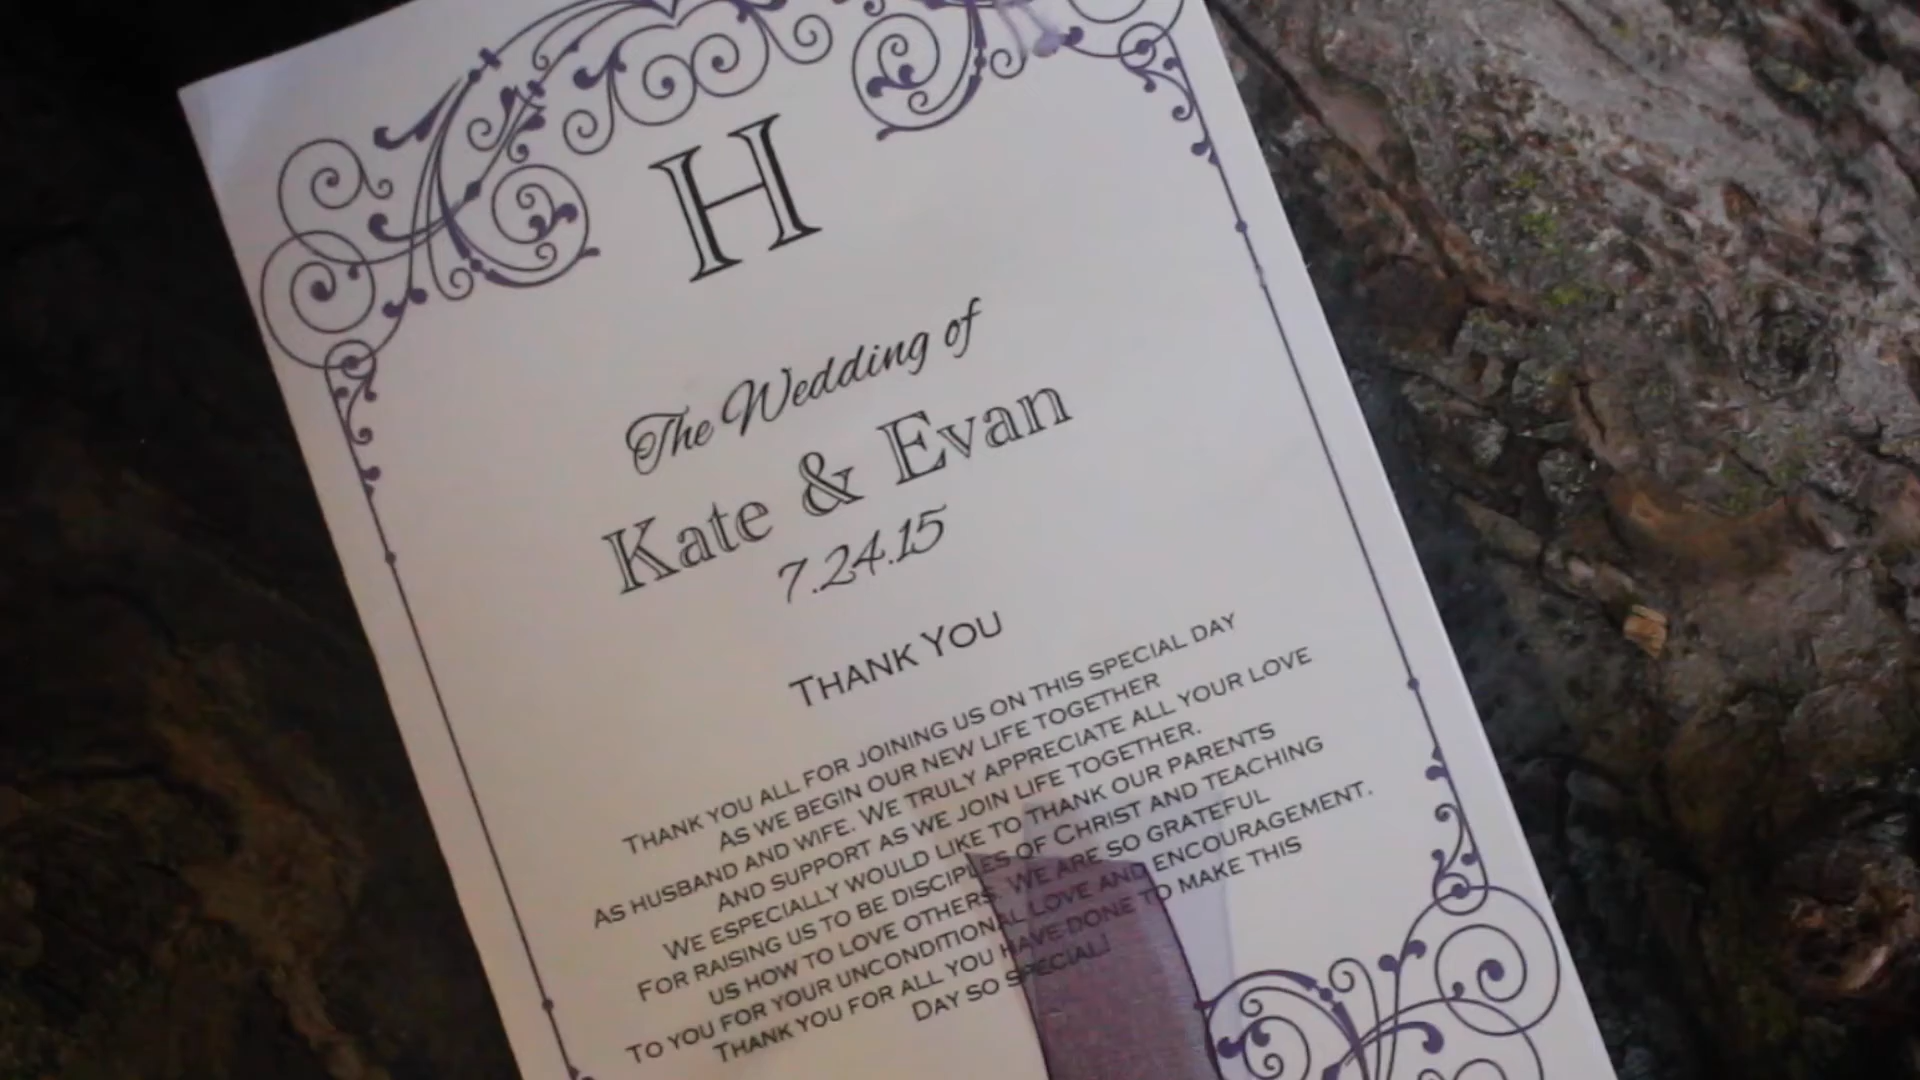 H
The Wedding of
Kate & Evan
7.24.15
THANK YOU
THANK YOU ALL FOR JOINING US ON THIS SPECIAL DAY
AS WE BEGIN OUR NEW LIFE TOGETHER
AS HUSBAND AND WIFE. WE TRULY APPRECIATE ALL YOUR LOVE
AND SUPPORT AS WE JOIN LIFE TOGETHER.
WE ESPECIALLY WOULD LIKE TO THANK OUR PARENTS
FOR RAISING US TO BE DISCIPLES OF CHRIST AND TEACHING
US HOW TO LOVE OTHERS. WE ARE SO GRATEFUL
TO YOU FOR YOUR UNCONDITIONAL LOVE AND ENCOURAGEMENT.
THANK YOU FOR ALL YOU HAVE DONE TO MAKE THIS
DAY SO SPECIAL!